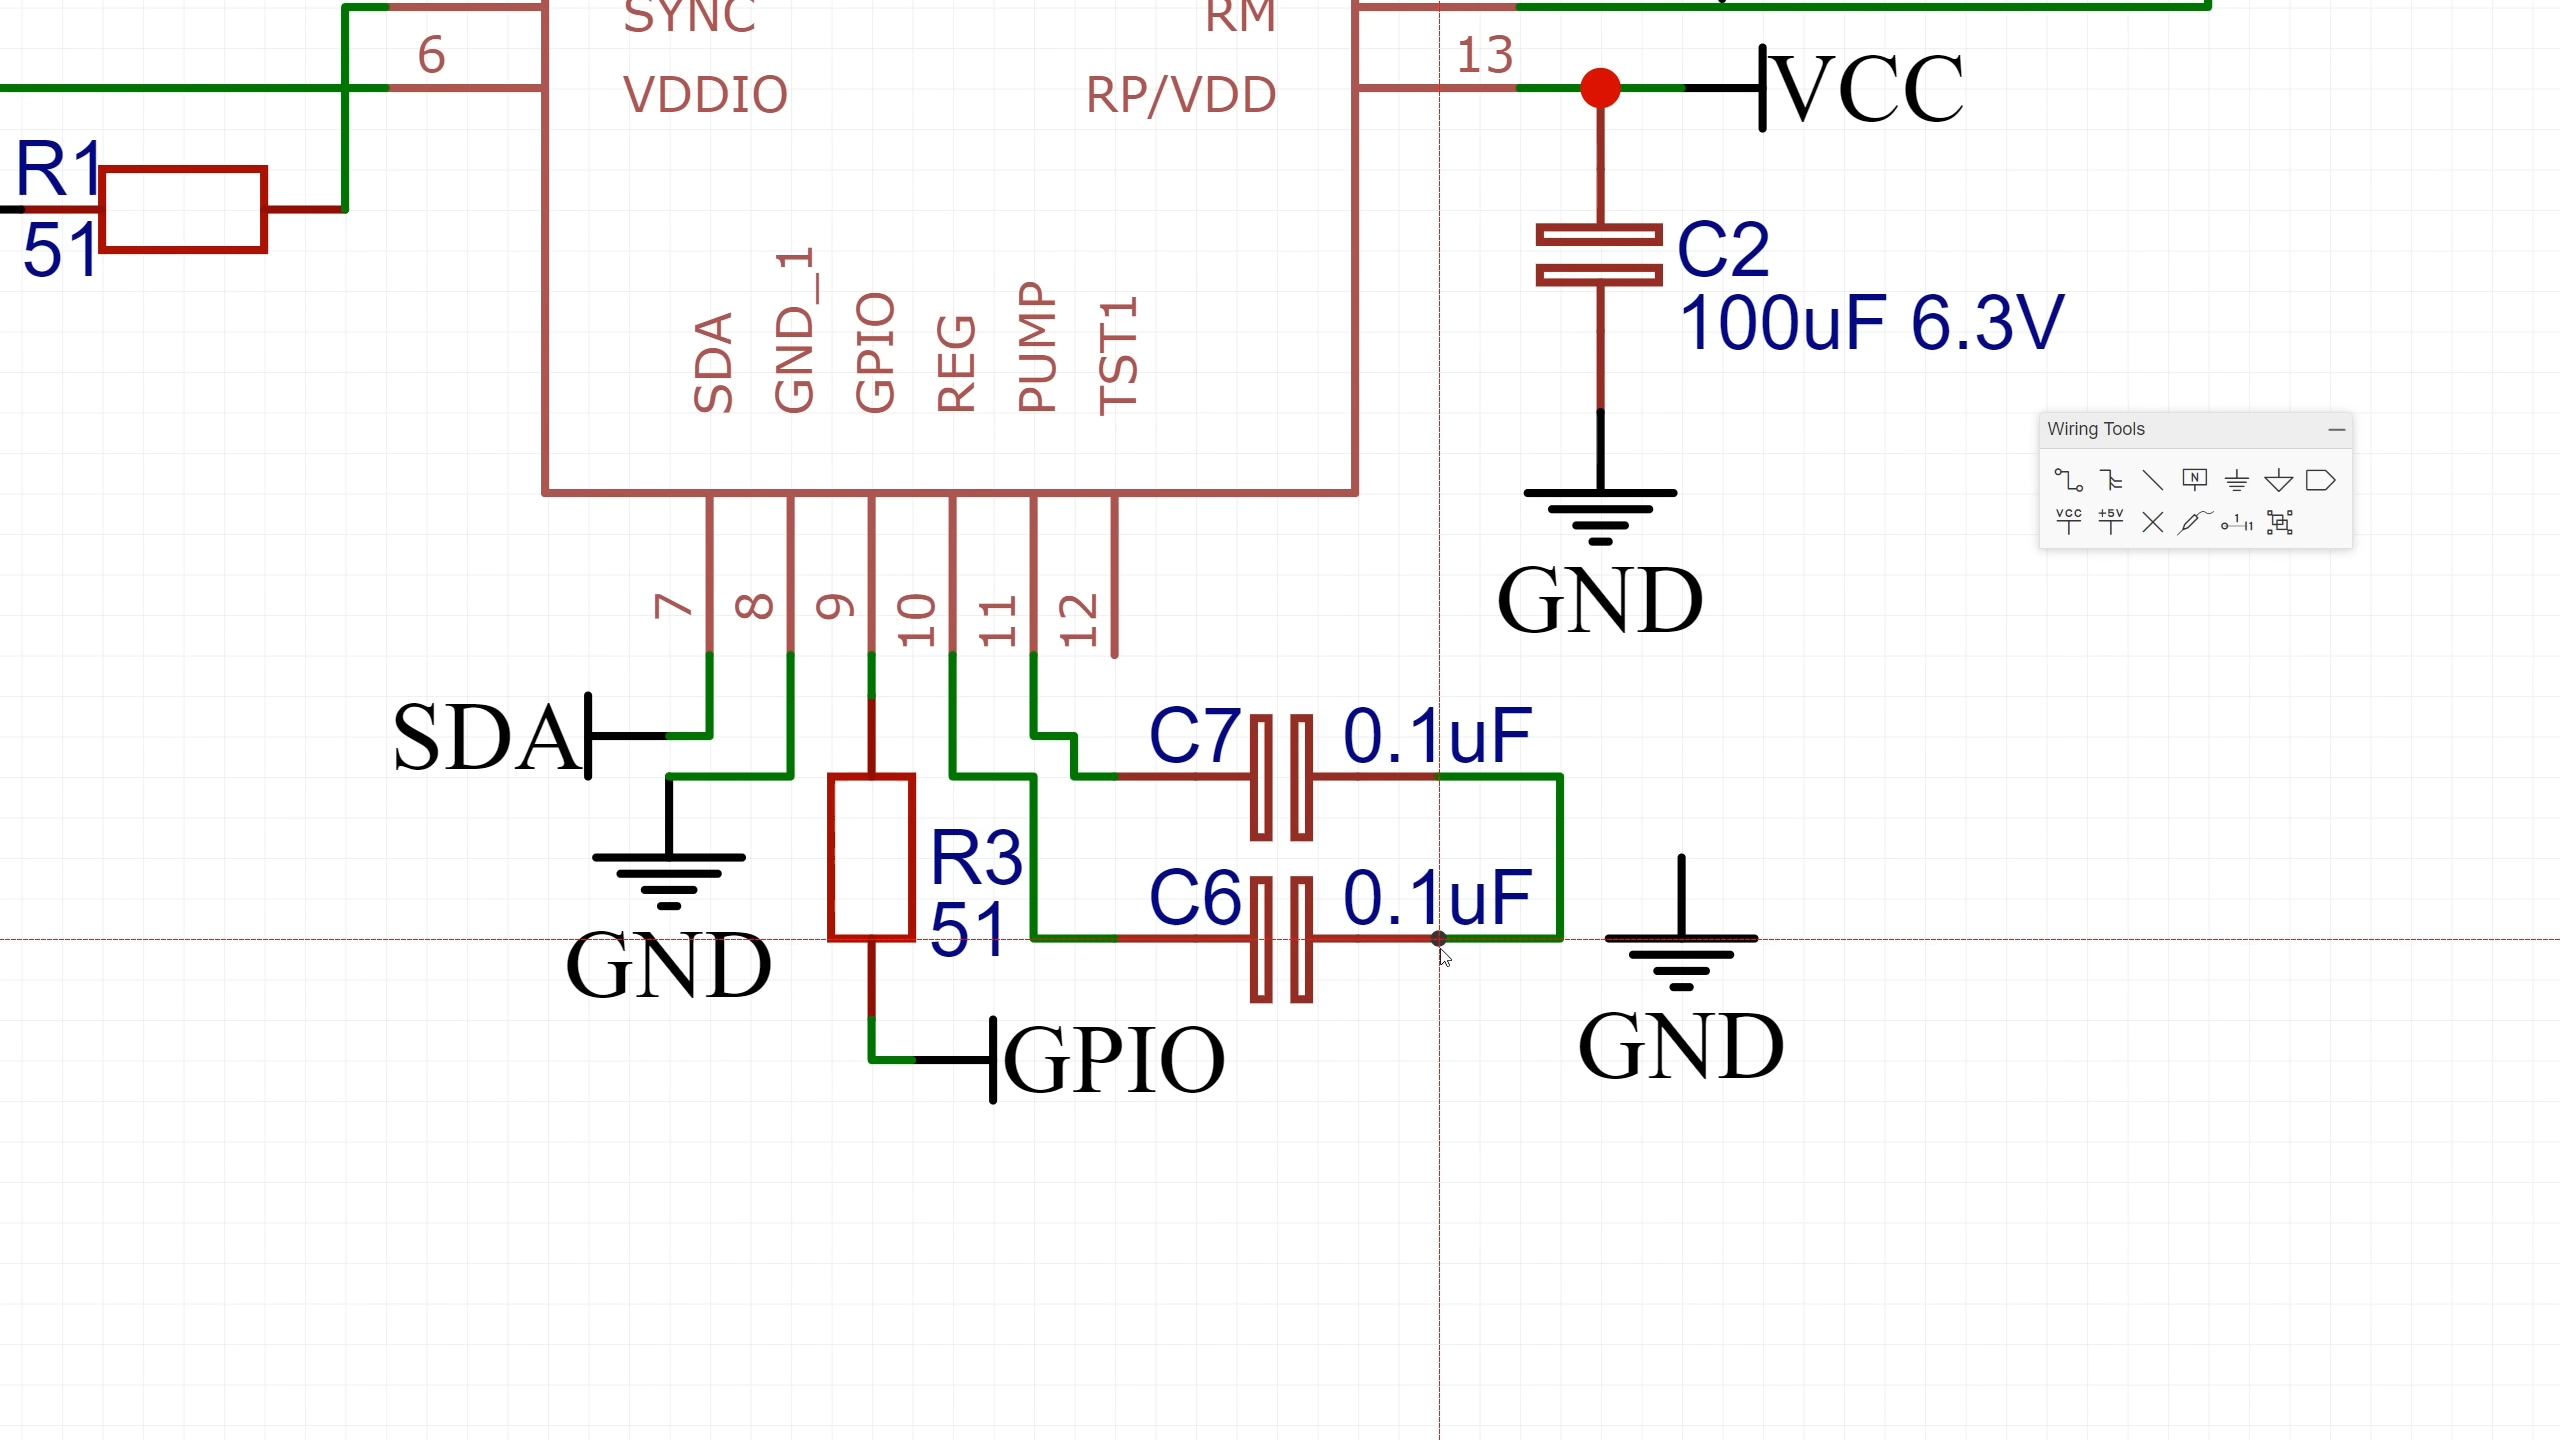 SYNC
RM
6
13
VDDIO
RP/VDD
VCC
R1
51
C2
100uF 6.3V
SDA
GND_1
GPIO
REG
PUMP
TST1
GND
Wiring Tools
N
VCC
+5V
1
1
7
8
9
10
11
12
SDA
C7
0.1uF
GND
R3
51
C6
0.1uF
GPIO
GND